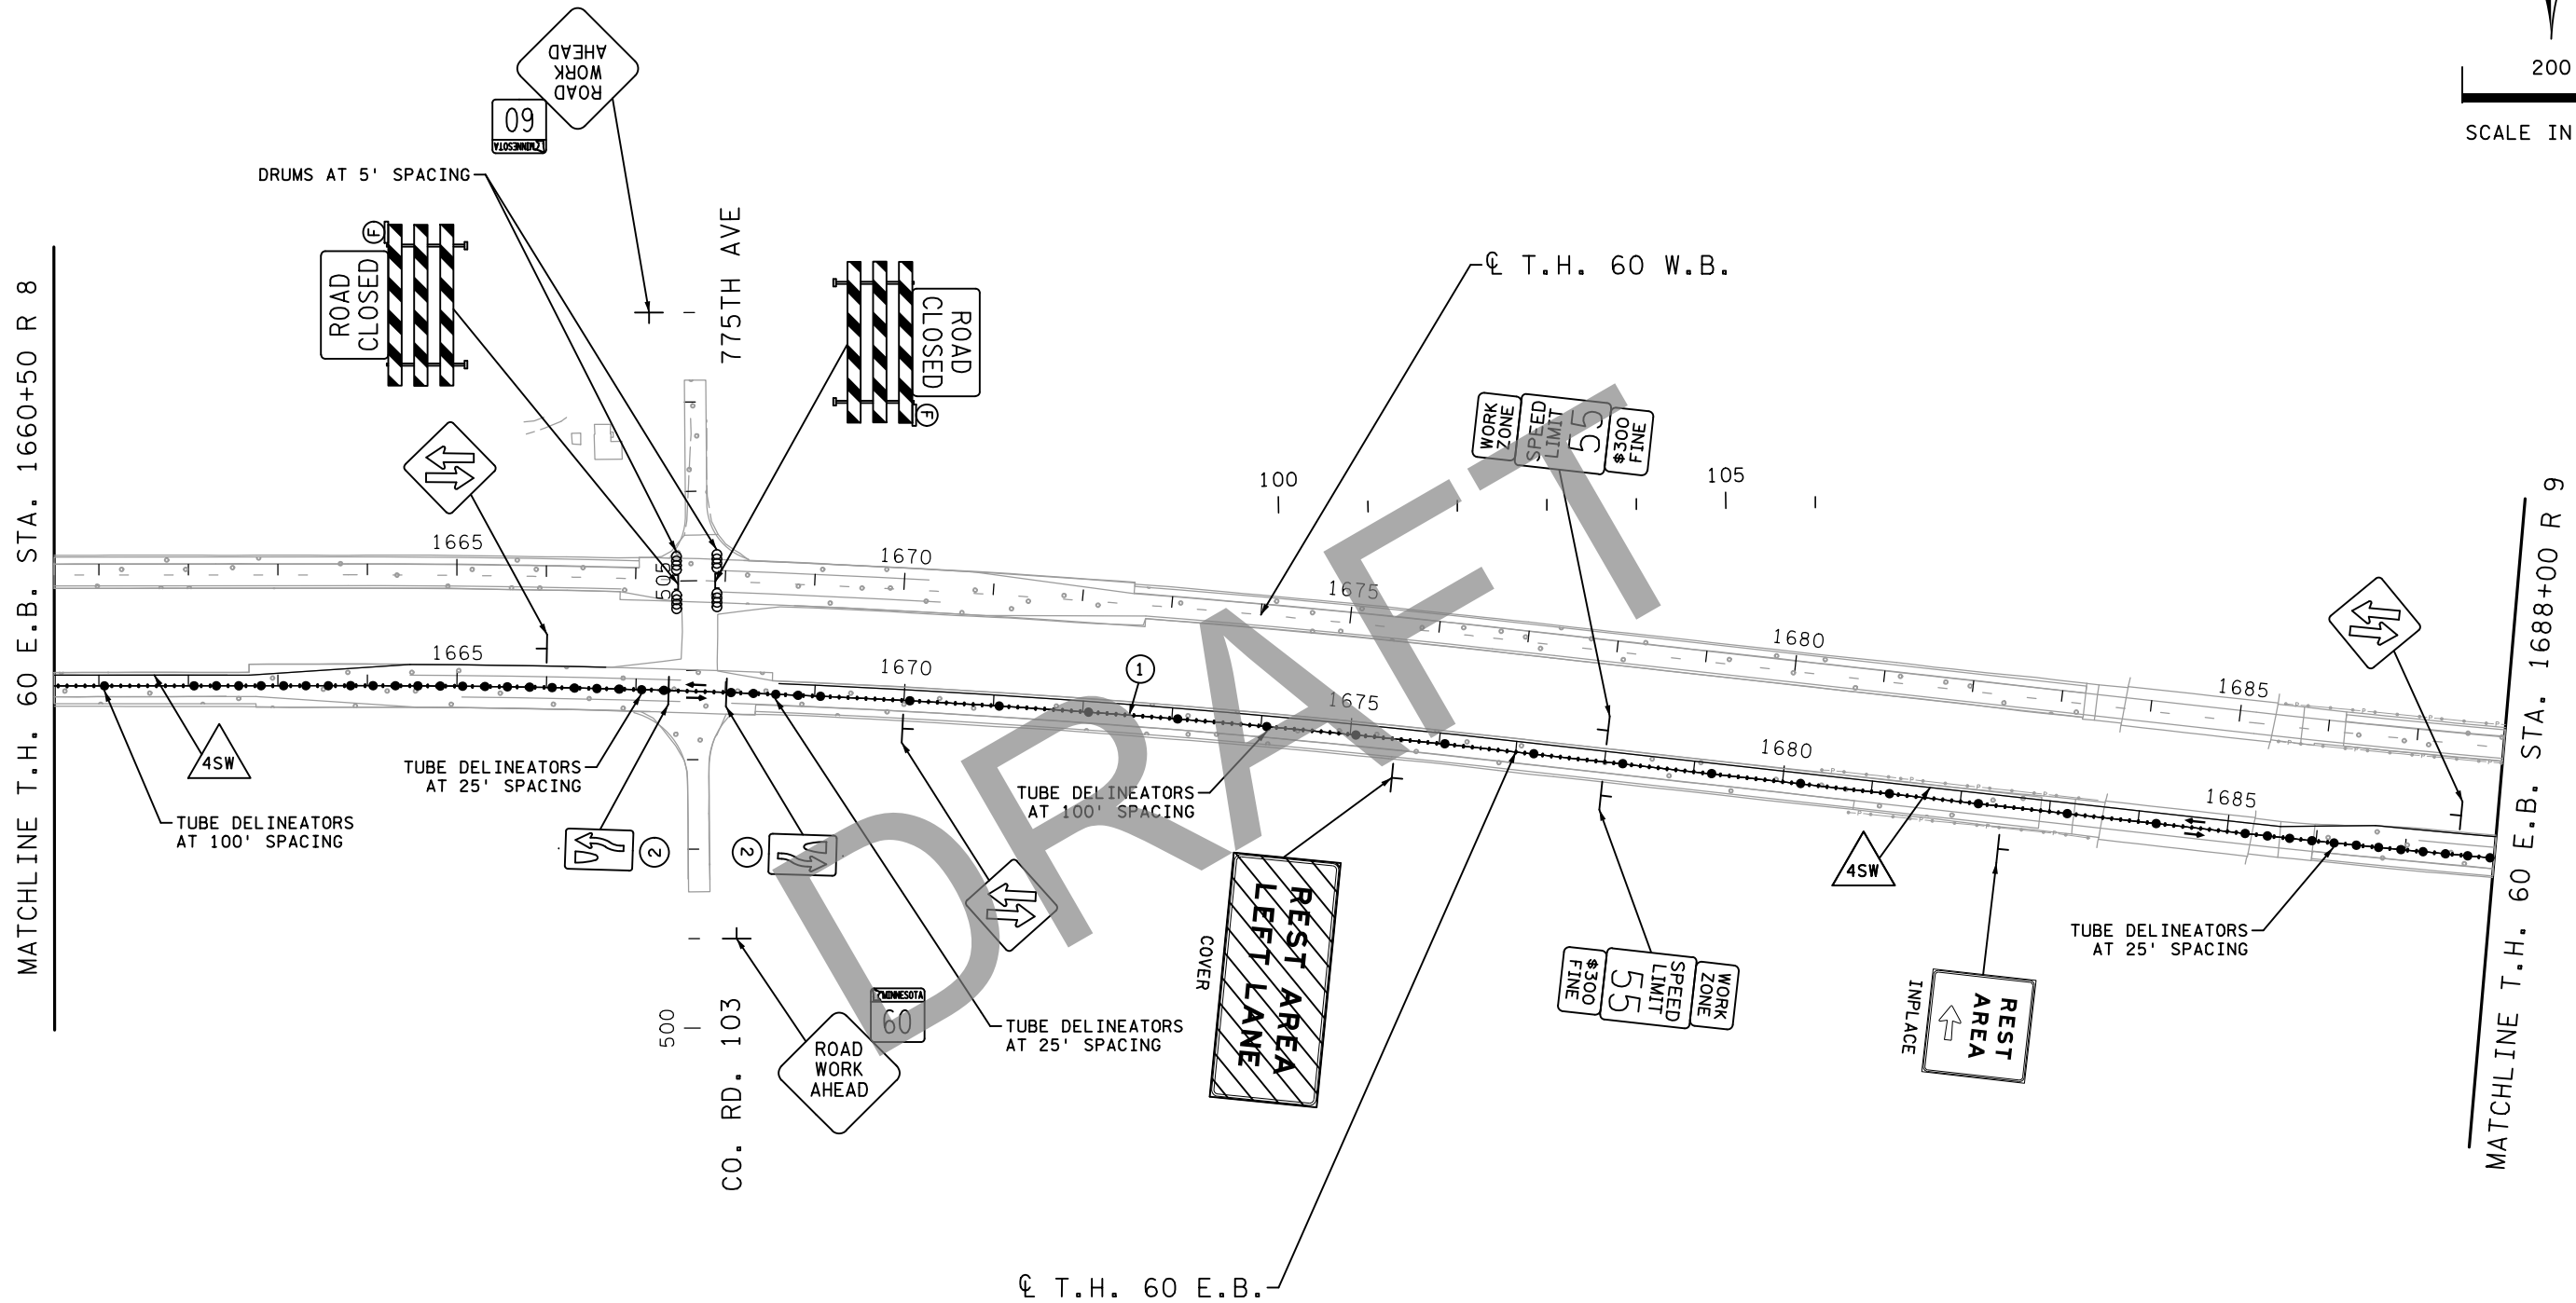 ROAD
WORK
AHEAD
MINNESOTA
60
DRUMS AT 5' SPACING
775TH AVE
F
ROAD
CLOSED
ROAD
CLOSED
F
200
SCALE IN
℄ T.H. 60 W.B.
WORK
ZONE
SPEED
LIMIT
55
$300
FINE
100
105
MATCHLINE T.H. 60 E.B. STA. 1660+50 R 8
1665
505
1670
1675
1680
1685
1665
1670
1675
1680
1685
1
4SW
TUBE DELINEATORS
AT 100' SPACING
TUBE DELINEATORS
AT 25' SPACING
2
2
TUBE DELINEATORS
AT 100' SPACING
4SW
TUBE DELINEATORS
AT 25' SPACING
REST AREA
LEFT LANE
COVER
WORK
ZONE
SPEED
LIMIT
55
$300
FINE
REST
AREA
INPLACE
500
CO. RD. 103
MINNESOTA
60
ROAD
WORK
AHEAD
TUBE DELINEATORS
AT 25' SPACING
℄ T.H. 60 E.B.
MATCHLINE T.H. 60 E.B. STA. 1688+00 R 9
DRAFT